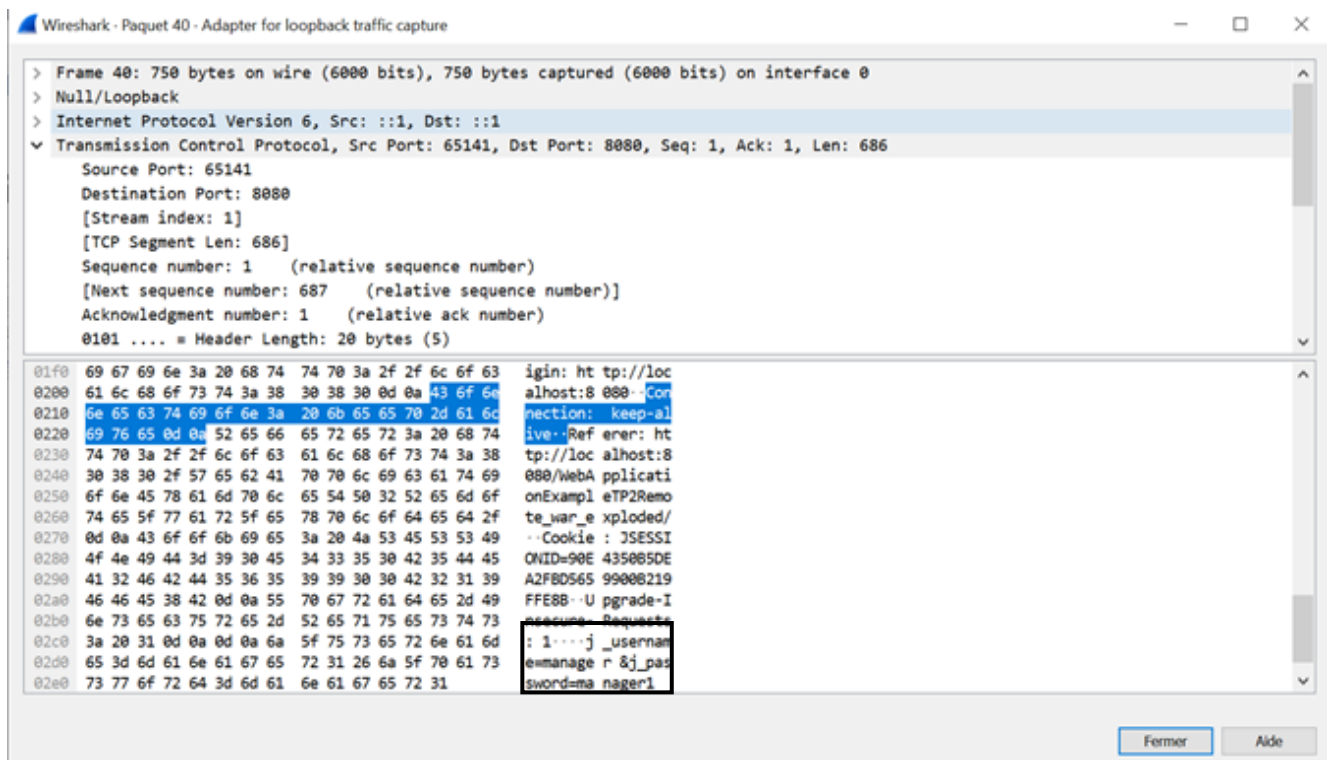 Wireshark · Paquet 40 · Adapter for loopback traffic capture
> Frame 40: 750 bytes on wire (6000 bits), 750 bytes captured (6000 bits) on interface 0
> Null/Loopback
> Internet Protocol Version 6, Src: ::1, Dst: ::1
Transmission Control Protocol, Src Port: 65141, Dst Port: 8080, Seq: 1, Ack: 1, Len: 686
Source Port: 65141
Destination Port: 8080
[Stream index: 1]
[TCP Segment Len: 686]
Sequence number: 1 (relative sequence number)
[Next sequence number: 687 (relative sequence number)]
Acknowledgment number: 1 (relative ack number)
0101 .... = Header Length: 20 bytes (5)
01f0 69 67 69 6e 3a 20 68 74 74 70 3a 2f 2f 6c 6f 63 igin: ht tp://loc
0200 61 6c 68 6f 73 74 3a 38 30 38 30 0d 0a 43 6f 6e alhost:8 080··Con
0210 6e 65 63 74 69 6f 6e 3a 20 6b 65 65 70 2d 61 6c nection: keep-al
0220 69 76 65 0d 0a 52 65 66 65 72 65 72 3a 20 68 74 ive··Ref erer: ht
0230 74 70 3a 2f 2f 6c 6f 63 61 6c 68 6f 73 74 3a 38 tp://loc alhost:8
0240 30 38 30 2f 57 65 62 41 70 70 6c 69 63 61 74 69 080/WebA pplicati
0250 6f 6e 45 78 61 6d 70 6c 65 54 50 32 52 65 6d 6f onExampl eTP2Remo
0260 74 65 5f 77 61 72 5f 65 78 70 6c 6f 64 65 64 2f te_war_e xploded/
0270 0d 0a 43 6f 6f 6b 69 65 3a 20 4a 53 45 53 53 49 ··Cookie : JSESSI
0280 4f 4e 49 44 3d 39 30 45 34 33 35 30 42 35 44 45 ONID=90E 4350B5DE
0290 41 32 46 42 44 35 36 35 39 39 30 30 42 32 31 39 A2FBD565 9900B219
02a0 46 46 45 38 42 0d 0a 55 70 67 72 61 64 65 2d 49 FFE8B··U pgrade-I
02b0 6e 73 65 63 75 72 65 2d 52 65 71 75 65 73 74 73 nsecure- Requests
02c0 3a 20 31 0d 0a 0d 0a 6a 5f 75 73 65 72 6e 61 6d : 1····j _usernam
02d0 65 3d 6d 61 6e 61 67 65 72 31 26 6a 5f 70 61 73 e=manage r &j_pas
02e0 73 77 6f 72 64 3d 6d 61 6e 61 67 65 72 31 sword=ma nager1
Fermer Aide